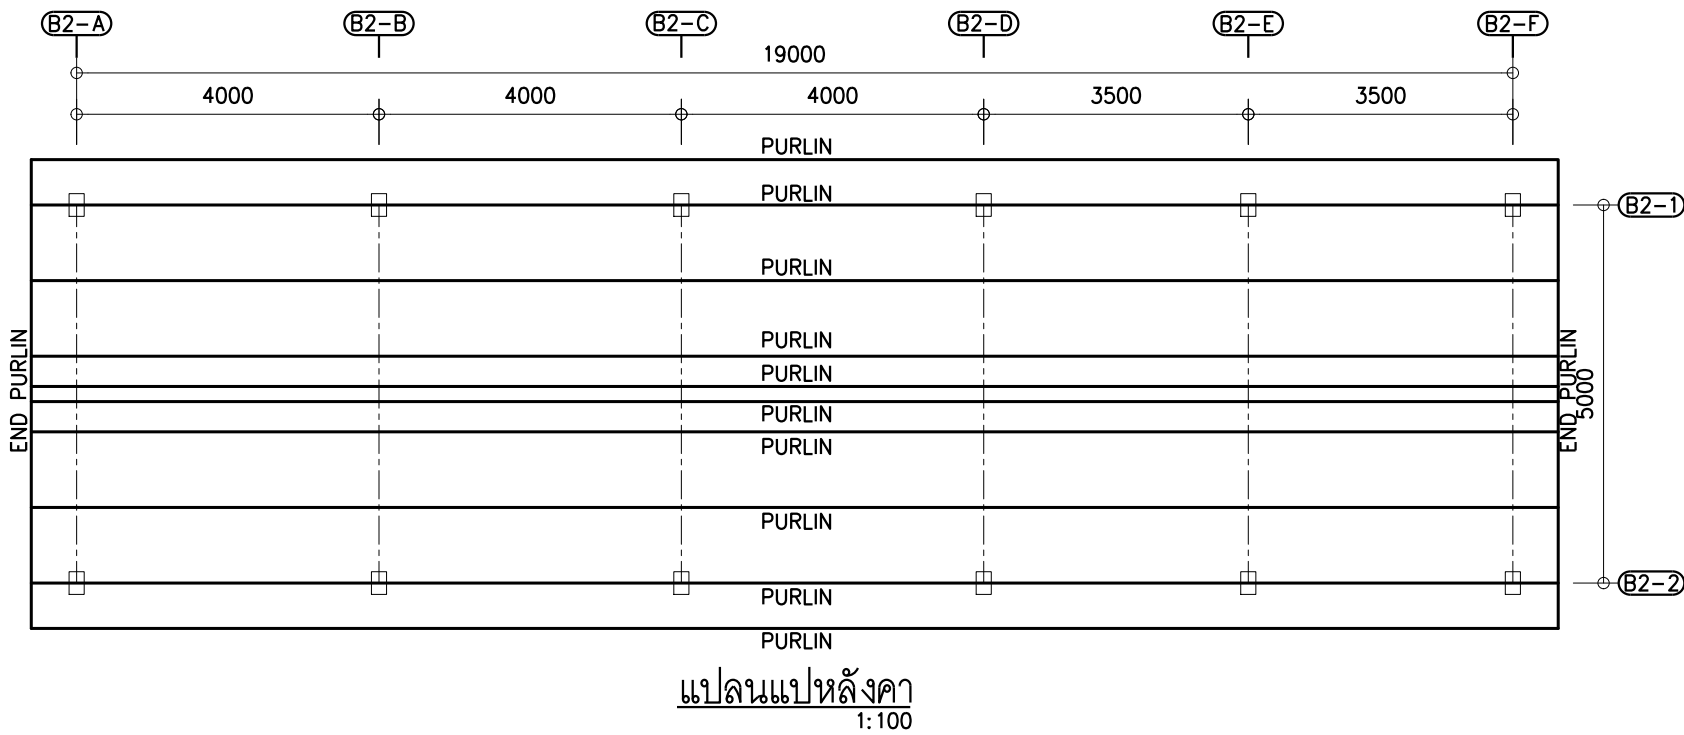 B2-A B2-B B2-C B2-D B2-E B2-F
19000
4000 4000 4000 3500 3500
PURLIN
PURLIN
B2-1
PURLIN
PURLIN
PURLIN
END PURLIN
END PURLIN
5000
PURLIN
PURLIN
PURLIN
B2-2
PURLIN
PURLIN
แปลนแปหลังคา
1:100